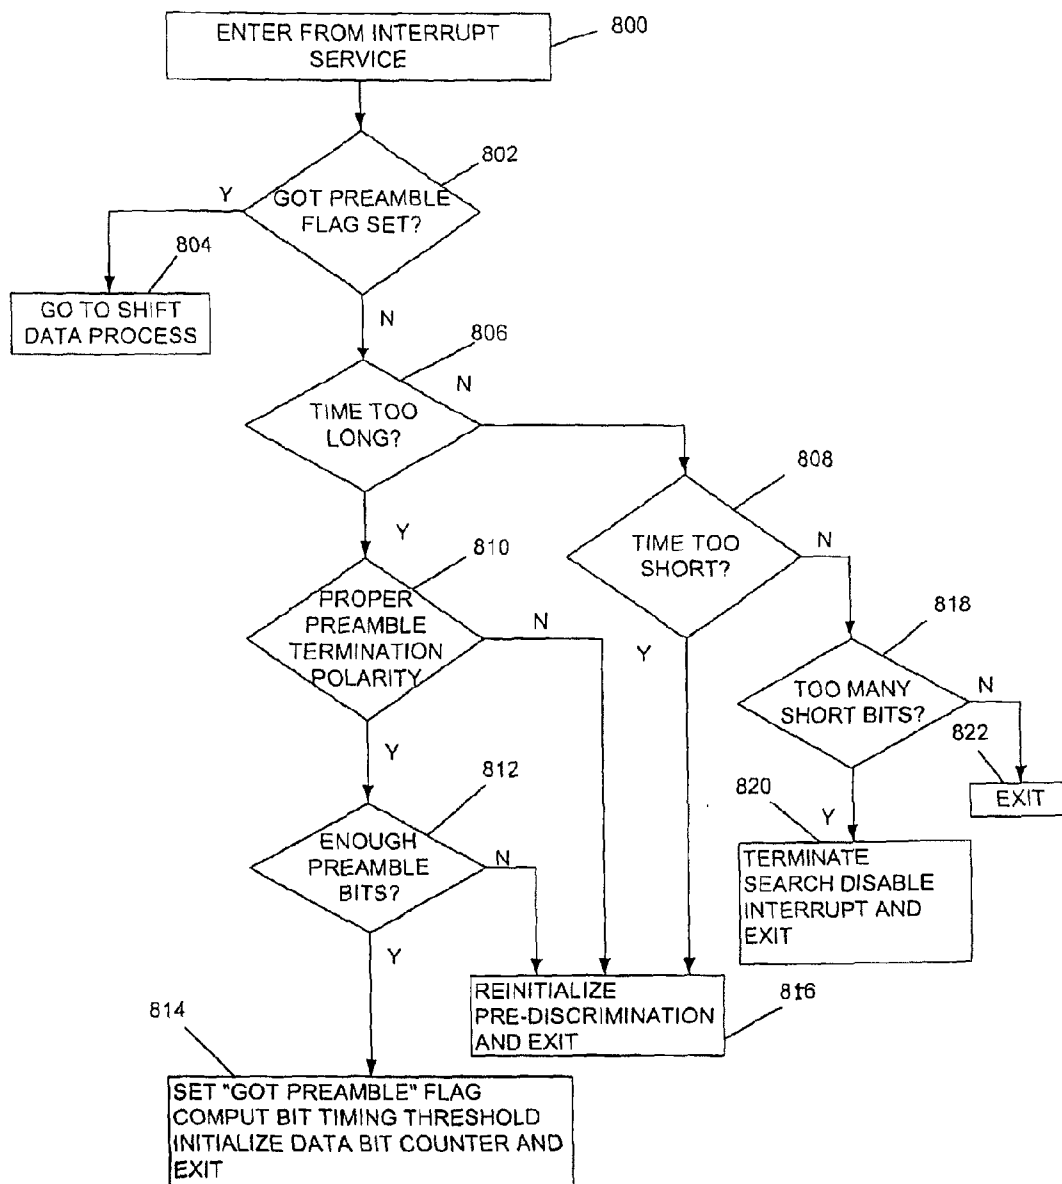 ENTER FROM INTERRUPT
SERVICE
800
802
GOT PREAMBLE
FLAG SET?
Y
804
GO TO SHIFT
DATA PROCESS
N
806
TIME TOO
LONG?
N
808
TIME TOO
SHORT?
N
Y
810
PROPER
PREAMBLE
TERMINATION
POLARITY
N
Y
818
TOO MANY
SHORT BITS?
N
822
EXIT
Y
812
ENOUGH
PREAMBLE
BITS?
N
820
Y
TERMINATE
SEARCH DISABLE
INTERRUPT AND
EXIT
Y
REINITIALIZE
PRE-DISCRIMINATION
AND EXIT
816
814
SET "GOT PREAMBLE" FLAG
COMPUT BIT TIMING THRESHOLD
INITIALIZE DATA BIT COUNTER AND
EXIT